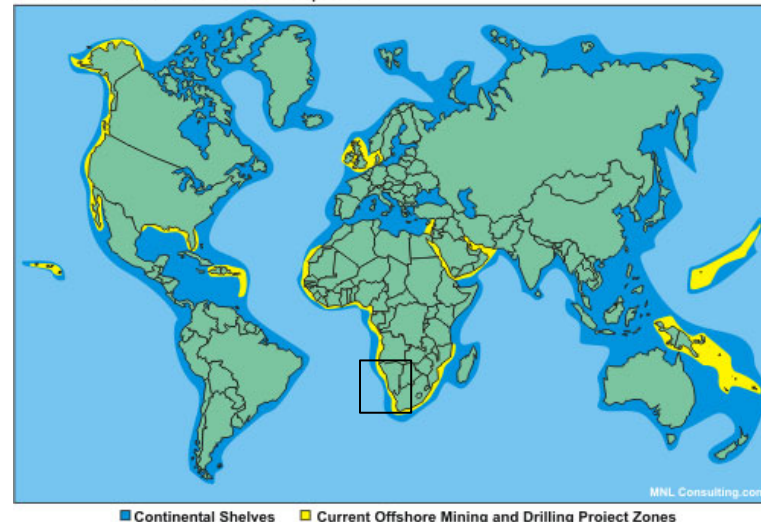 MNL Consulting.com
Continental Shelves
Current Offshore Mining and Drilling Project Zones